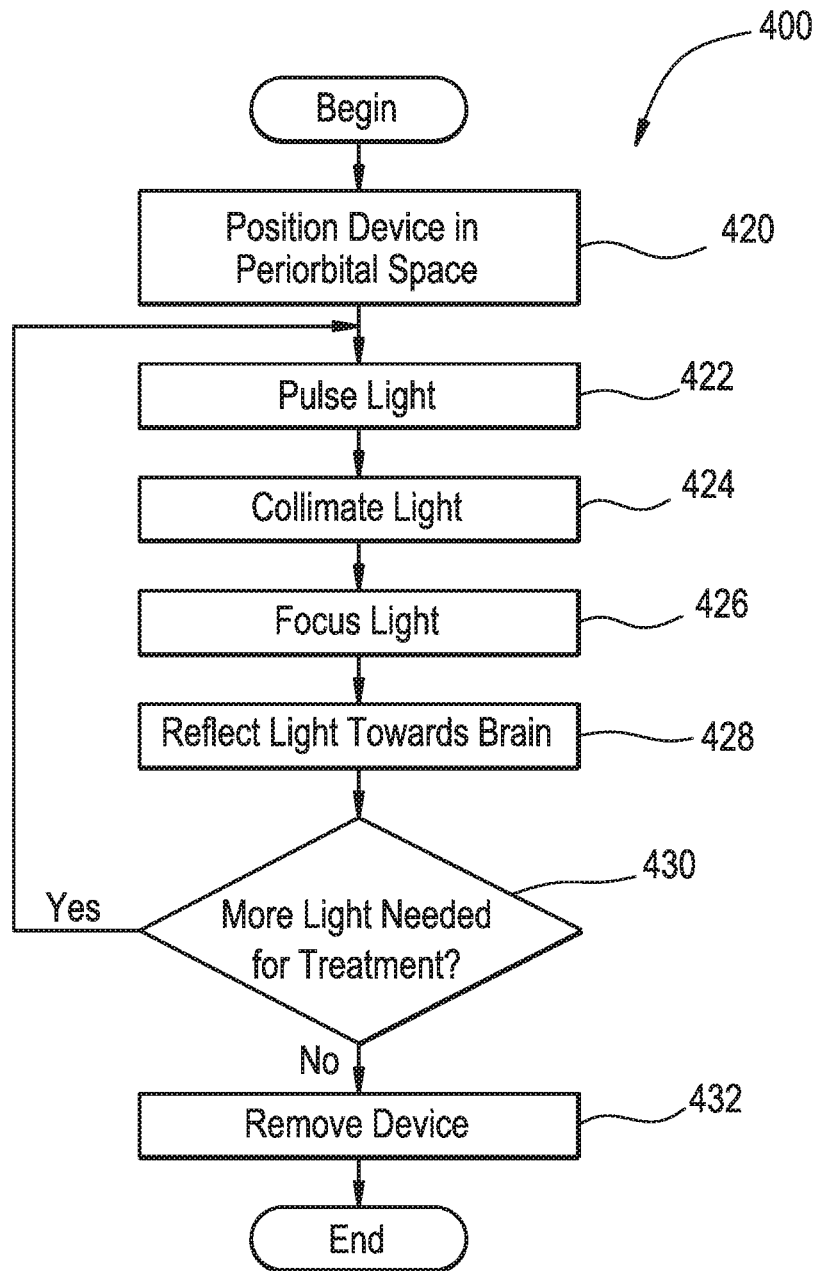 400
Begin
Position Device in
Periorbital Space
420
Pulse Light
422
Collimate Light
424
Focus Light
426
Reflect Light Towards Brain
428
More Light Needed
for Treatment?
430
Yes
No
Remove Device
432
End